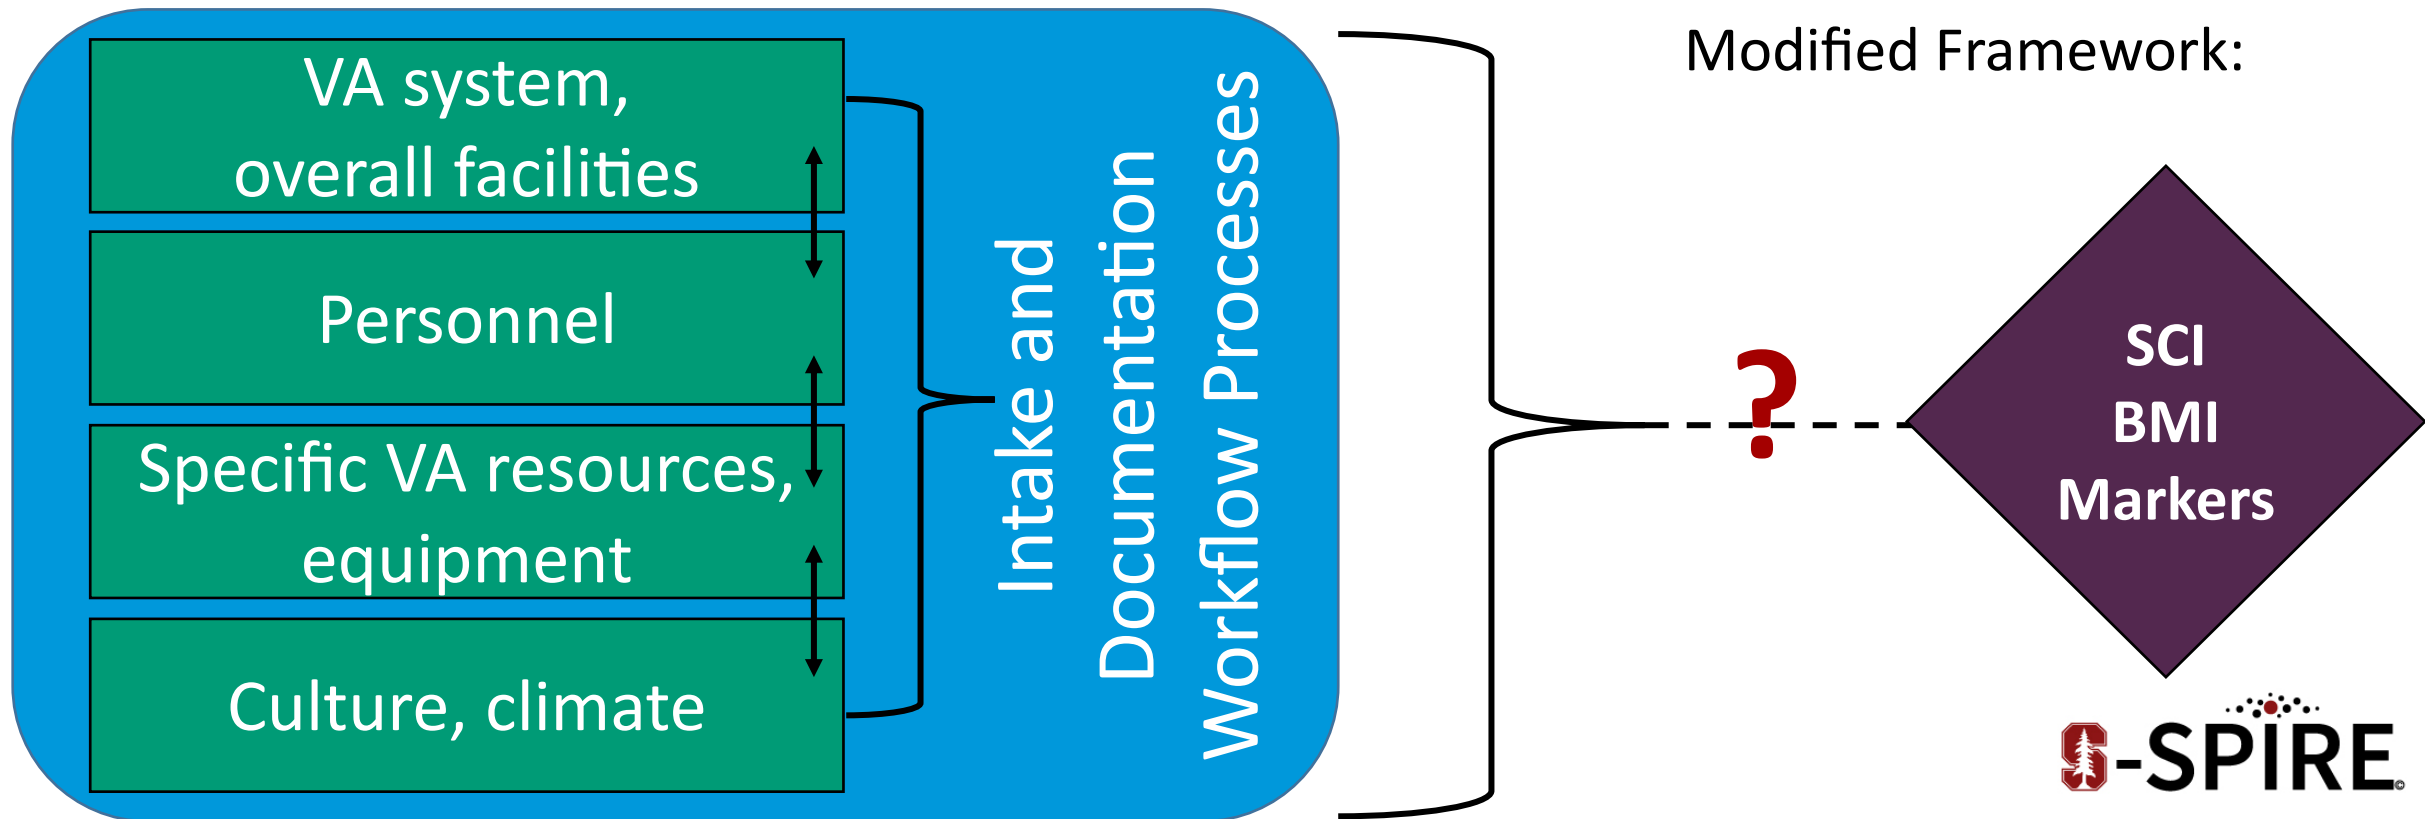 VA system,
overall facilities
Personnel
Specific VA resources,
equipment
Culture, climate
Intake and
Documentation
Workflow Processes
Modified Framework:
?
SCI
BMI
Markers
S-SPIRE©